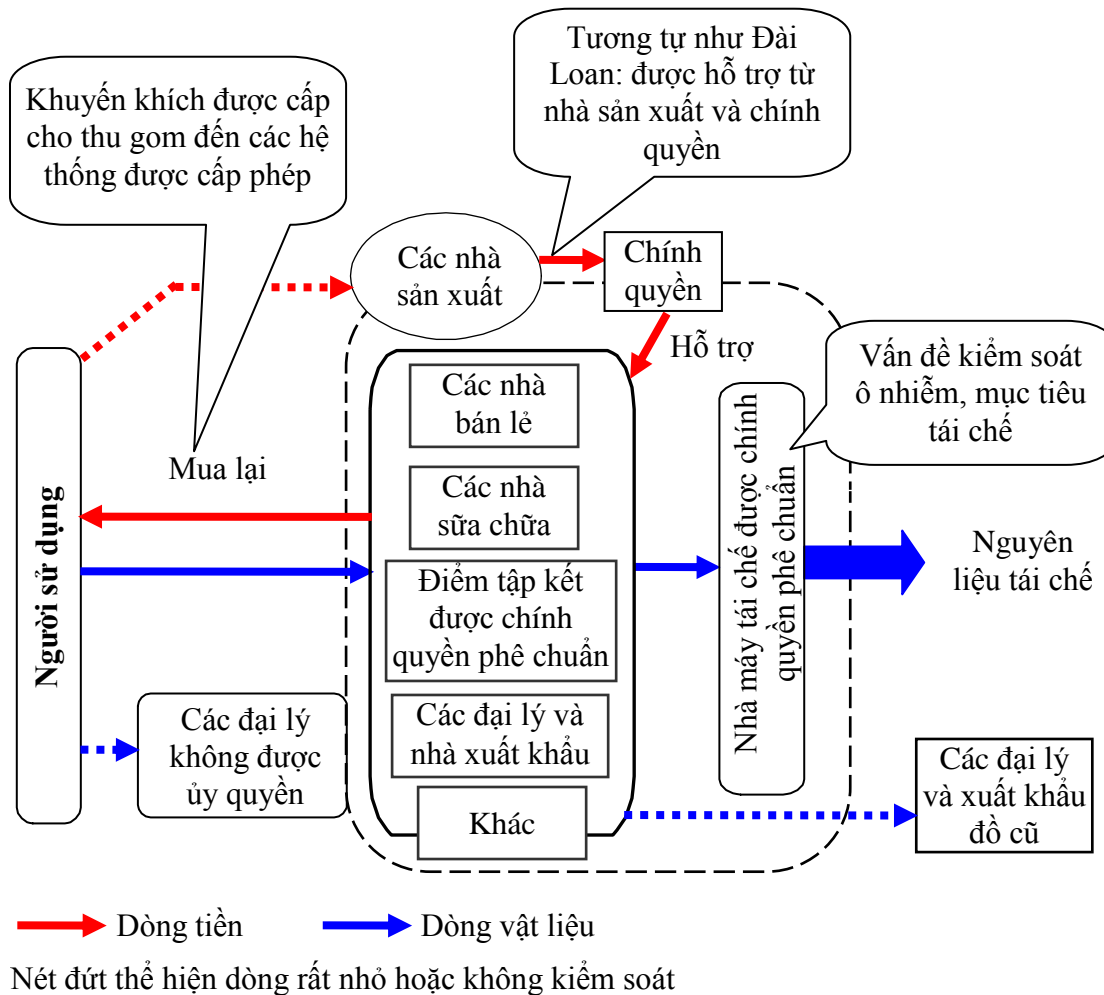 Tương tự như Đài
Loan: được hỗ trợ từ
nhà sản xuất và chính
quyền
Khuyến khích được cấp
cho thu gom đến các hệ
thống được cấp phép
Các nhà
sản xuất
Chính
quyền
Hỗ trợ
Vấn đề kiểm soát
ô nhiễm, mục tiêu
tái chế
Mua lại
Người sử dụng
Các nhà
bán lẻ
Các nhà
sữa chữa
Điểm tập kết
được chính
quyền phê chuẩn
Các đại lý và
nhà xuất khẩu
Khác
Nhà máy tái chế được chính
quyền phê chuẩn
Nguyên
liệu tái chế
Các đại lý
không được
ủy quyền
Các đại lý
và xuất khẩu
đồ cũ
Dòng tiền
Dòng vật liệu
Nét đứt thể hiện dòng rất nhỏ hoặc không kiểm soát